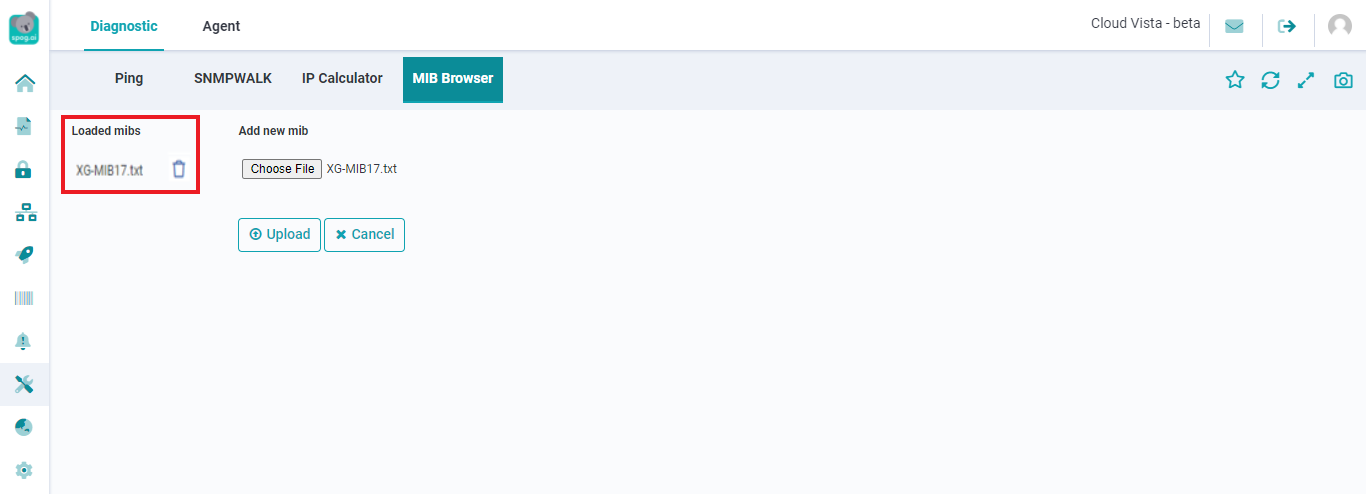 spog.ai
Diagnostic Agent Cloud Vista - beta
Ping SNMPWALK IP Calculator MIB Browser
Loaded mibs Add new mib
XG-MIB17.txt Choose File XG-MIB17.txt
Upload Cancel